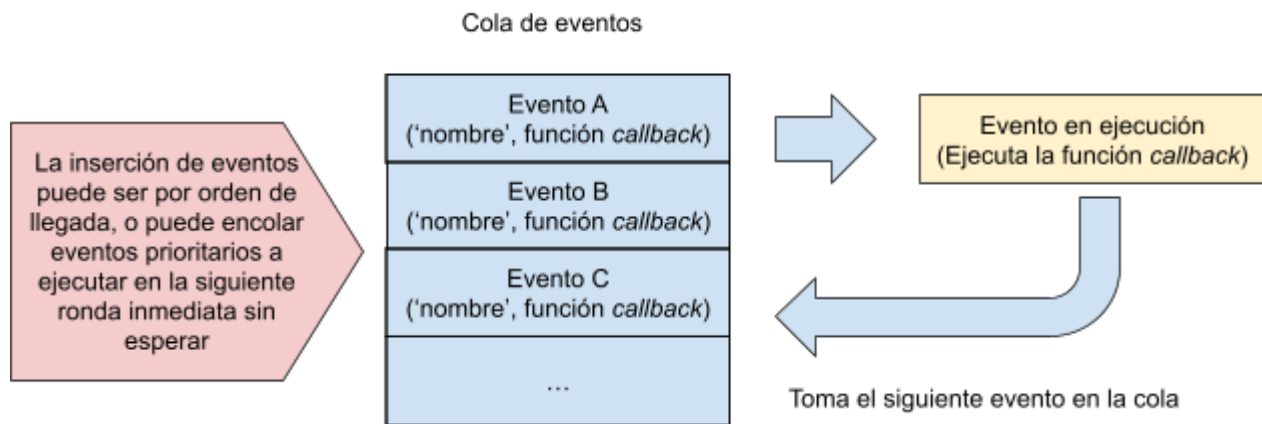 Cola de eventos
La inserción de eventos
puede ser por orden de
llegada, o puede encolar
eventos prioritarios a
ejecutar en la siguiente
ronda inmediata sin
esperar
Evento A
(‘nombre’, función callback)
Evento B
(‘nombre’, función callback)
Evento C
(‘nombre’, función callback)
…
Evento en ejecución
(Ejecuta la función callback)
Toma el siguiente evento en la cola